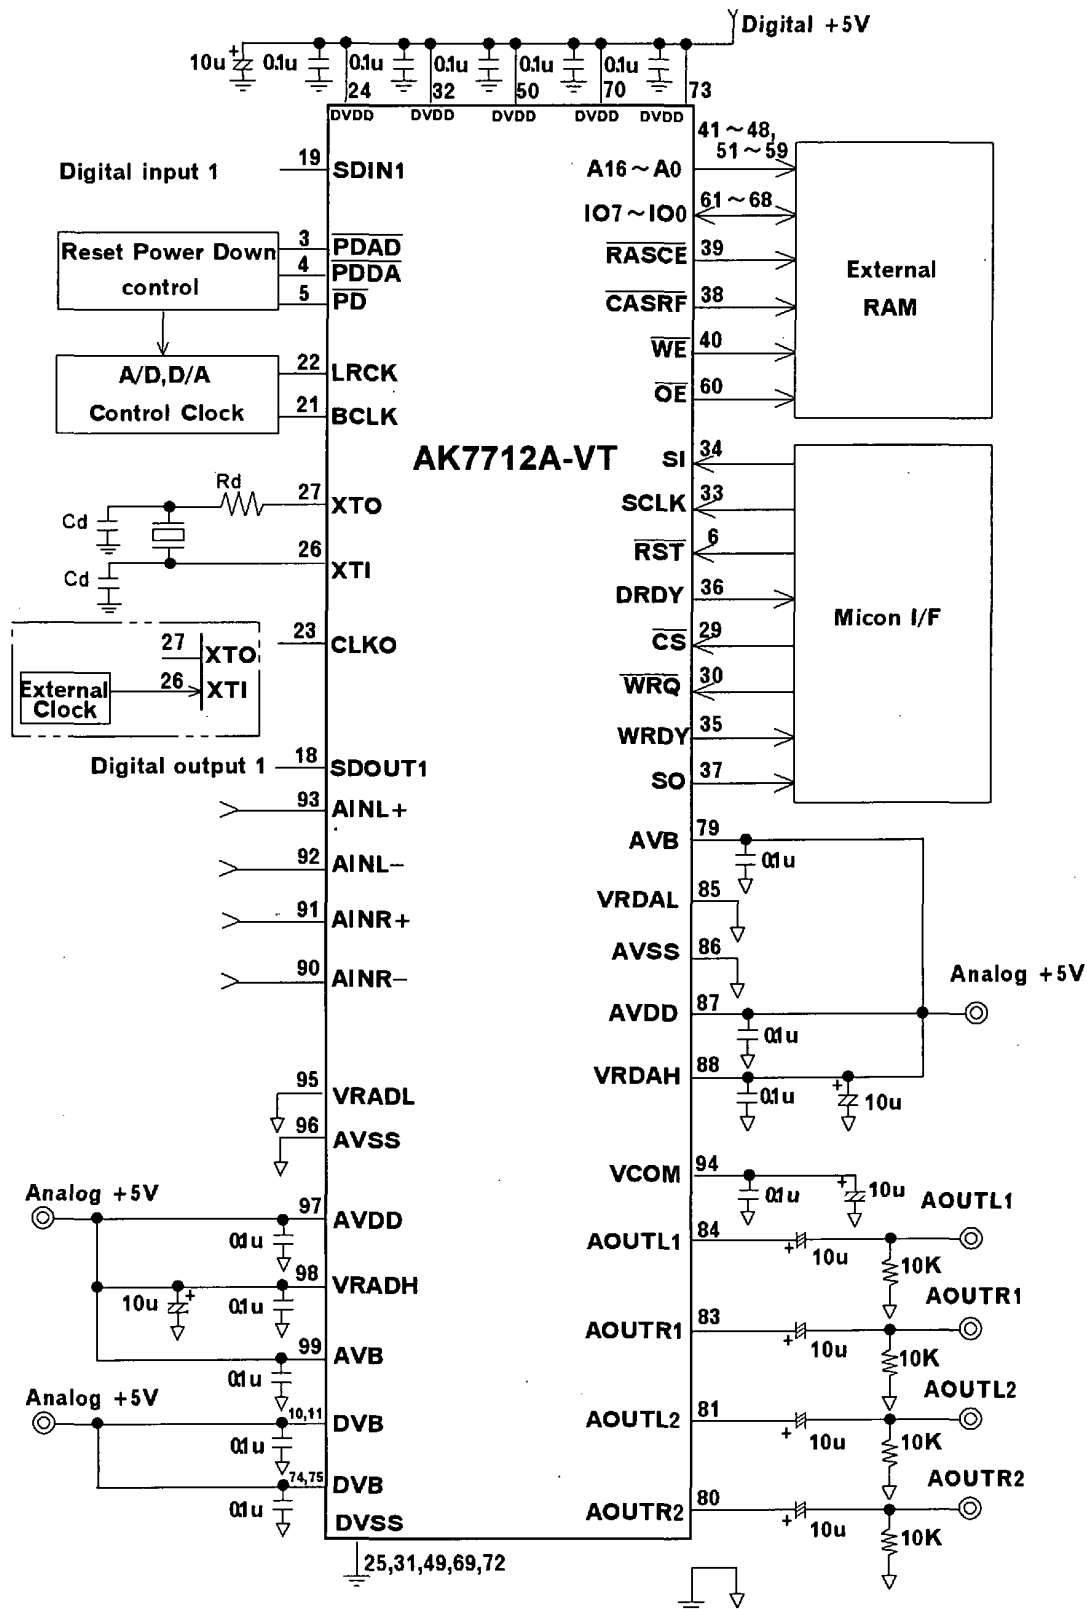 Digital +5V
10u + 0.1u 0.1u 0.1u 0.1u 0.1u
24 32 50 70 73
DVDD DVDD DVDD DVDD DVDD
41～48,
51～59
Digital input 1
19 SDIN1
A16～A0
IO7～IO0 61～68
Reset Power Down
control
3 PDAD
4 PDDA
5 PD
RASCE 39
CASRF 38
WE 40
OE 60
External
RAM
A/D,D/A
Control Clock
22 LRCK
21 BCLK
AK7712A-VT
Rd
Cd
27 XTO
26 XTI
Cd
SI 34
SCLK 33
RST 6
DRDY 36
CS 29
WRQ 30
WRDY 35
SO 37
Micon I/F
23 CLKO
27 XTO
26 XTI
External
Clock
Digital output 1
18 SDOUT1
93 AINL+
92 AINL-
91 AINR+
90 AINR-
AVB 79
0.1u
VRDAL 85
AVSS 86
Analog +5V
AVDD 87
0.1u
VRDAH 88
0.1u
+ 10u
95 VRADL
96 AVSS
VCOM 94
0.1u
+ 10u
Analog +5V
97 AVDD
0.1u
98 VRADH
10u +
0.1u
99 AVB
0.1u
Analog +5V
10,11 DVB
0.1u
74,75 DVB
0.1u
DVSS
25,31,49,69,72
AOUTL1 84
+ 10u
10K
AOUTL1
AOUTR1 83
+ 10u
10K
AOUTR1
AOUTL2 81
+ 10u
10K
AOUTL2
AOUTR2 80
+ 10u
10K
AOUTR2